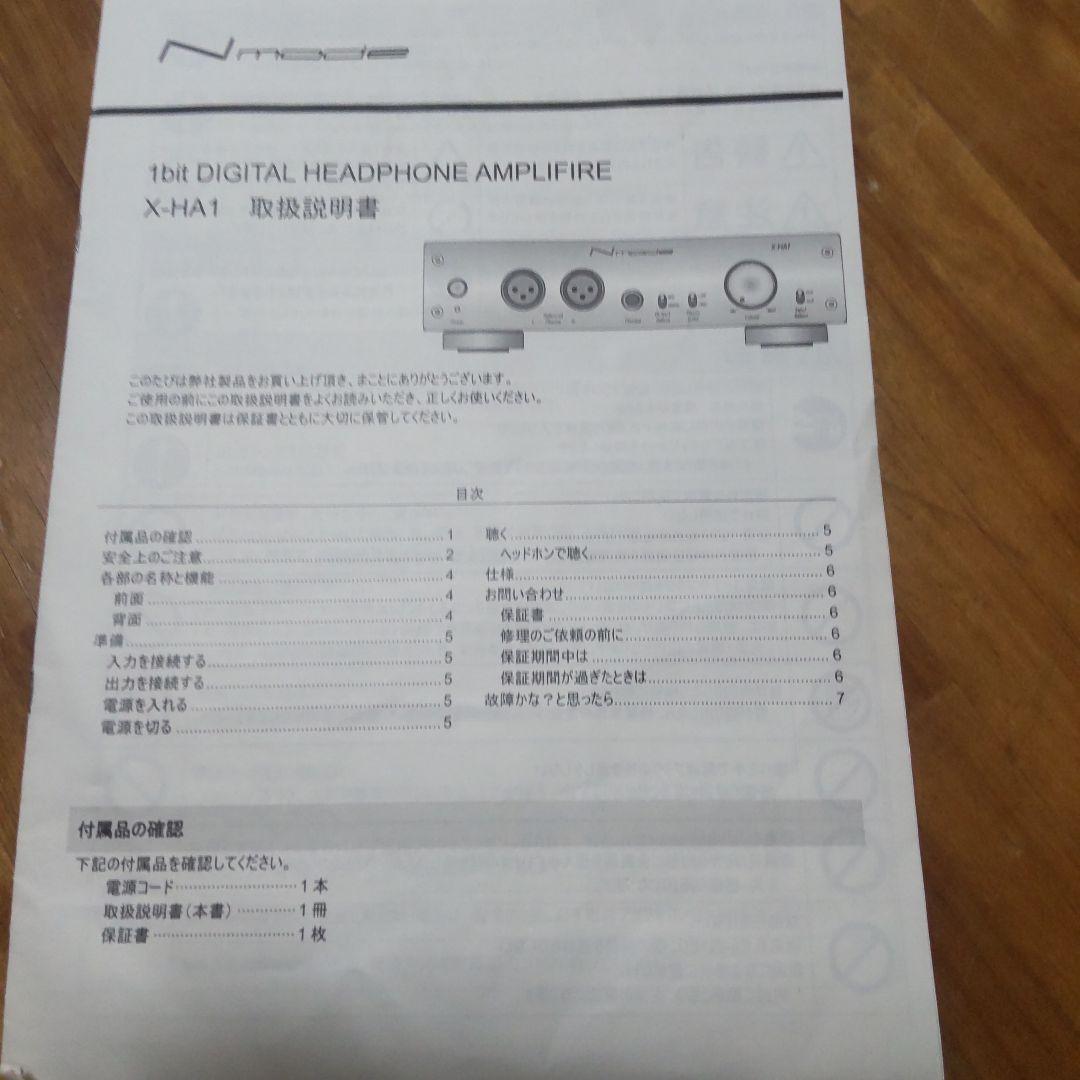 Nmode
1bit DIGITAL HEADPHONE AMPLIFIRE
X-HA1 取扱説明書
Nmode
X-HA1
このたびは弊社製品をお買い上げ頂き、まことにありがとうございます。
ご使用の前にこの取扱説明書をよくお読みいただき、正しくお使いください。
この取扱説明書は保証書とともに大切に保管してください。
目次
付属品の確認 1
安全上のご注意 2
各部の名称と機能 4
前面 4
背面 4
準備 5
入力を接続する 5
出力を接続する 5
電源を入れる 5
電源を切る 5
聴く 5
ヘッドホンで聴く 5
仕様 6
お問い合わせ 6
保証書 6
修理のご依頼の前に 6
保証期間中は 6
保証期間が過ぎたときは 6
故障かな?と思ったら 7
付属品の確認
下記の付属品を確認してください。
電源コード 1本
取扱説明書(本書) 1冊
保証書 1枚